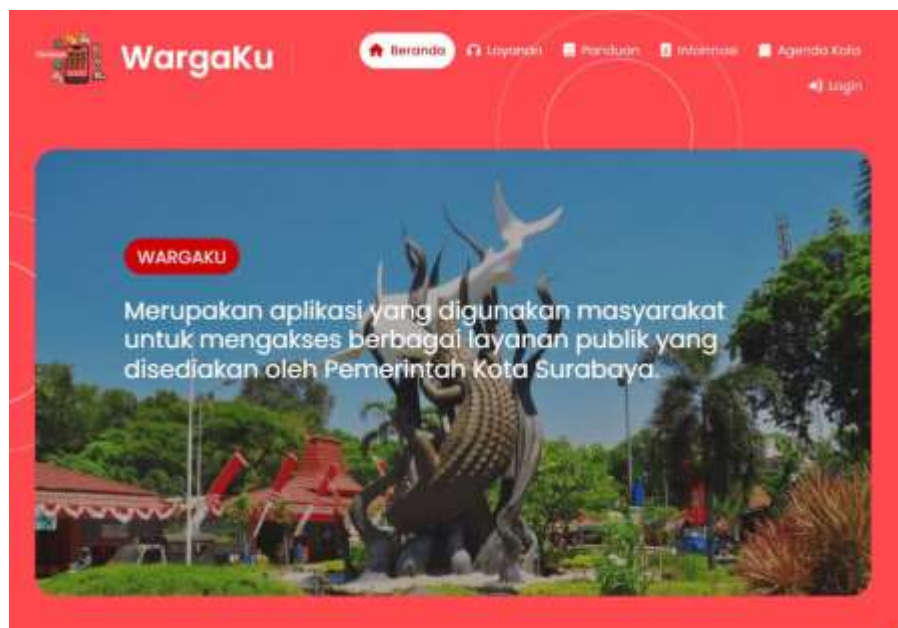 WargaKu
Beranda
Layanan
Panduan
Informasi
Agenda Kota
Login
WARGAKU
Merupakan aplikasi yang digunakan masyarakat
untuk mengakses berbagai layanan publik yang
disediakan oleh Pemerintah Kota Surabaya.